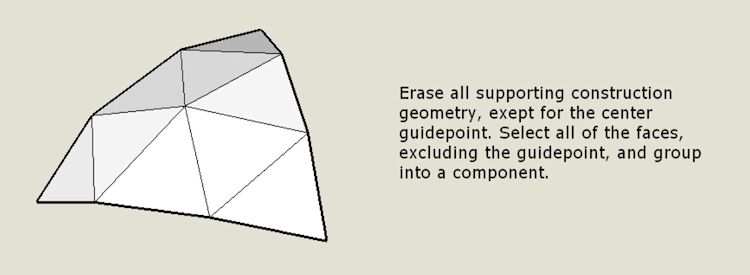 Erase all supporting construction
geometry, exept for the center
guidepoint. Select all of the faces,
excluding the guidepoint, and group
into a component.